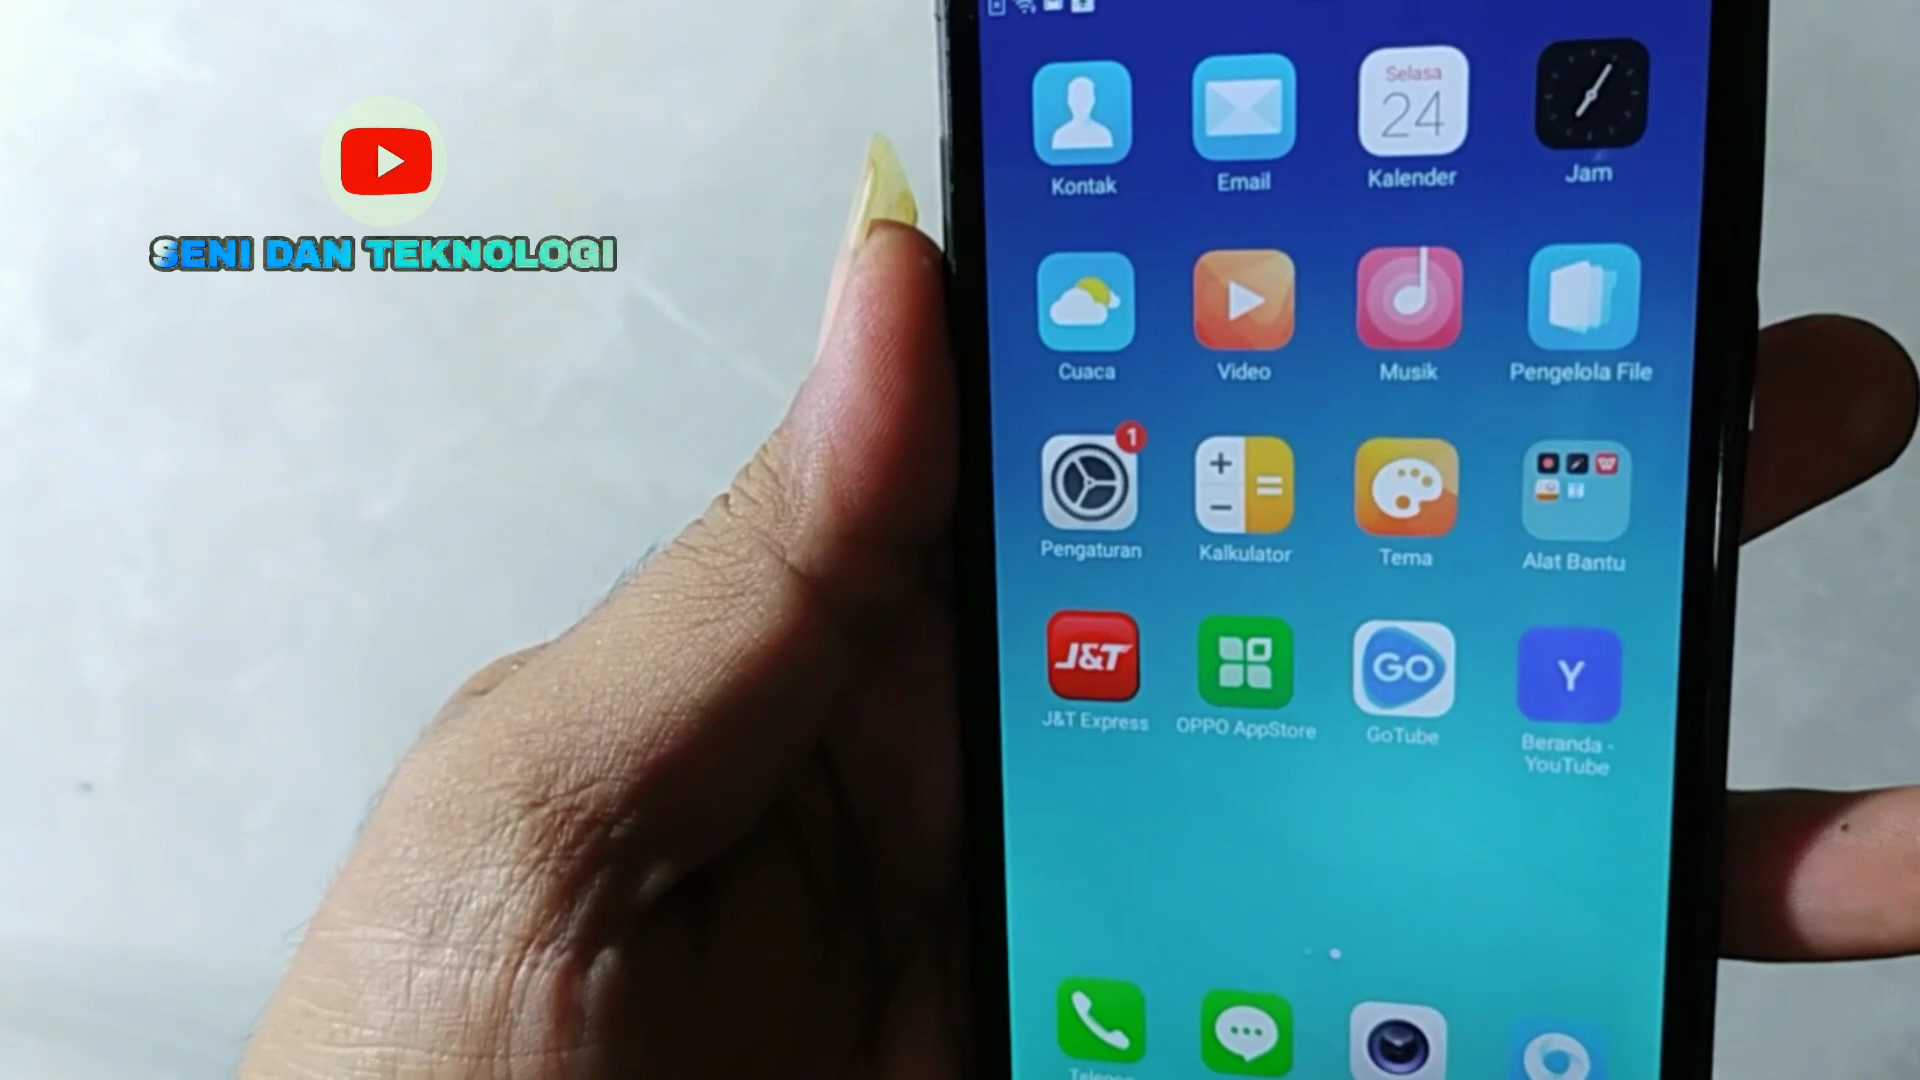 SENI DAN TEKNOLOGI
Selasa
24
Kontak
Email
Kalender
Jam
Cuaca
Video
Musik
Pengelola File
1
Pengaturan
Kalkulator
Tema
Alat Bantu
J&T
GO
Y
J&T Express
OPPO AppStore
GoTube
Beranda -
YouTube